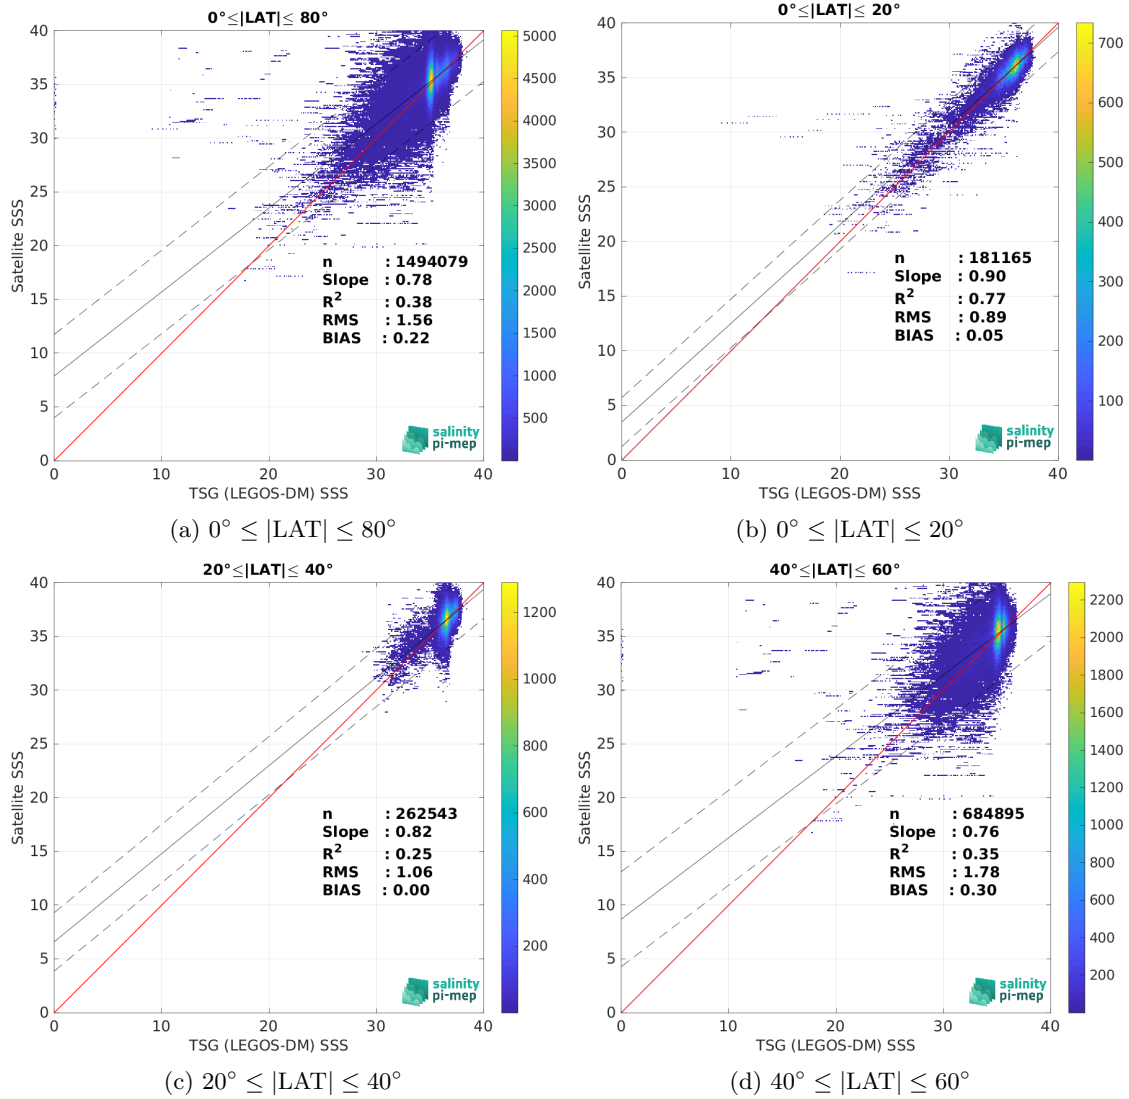 0°≤|LAT|≤ 80°
Satellite SSS
40
35
30
25
20
15
10
5
0
0 10 20 30 40
TSG (LEGOS-DM) SSS
n : 1494079
Slope : 0.78
R² : 0.38
RMS : 1.56
BIAS : 0.22
salinity
pi-mep
5000
4500
4000
3500
3000
2500
2000
1500
1000
500
(a) 0° ≤ |LAT| ≤ 80°
0°≤|LAT|≤ 20°
Satellite SSS
40
35
30
25
20
15
10
5
0
0 10 20 30 40
TSG (LEGOS-DM) SSS
n : 181165
Slope : 0.90
R² : 0.77
RMS : 0.89
BIAS : 0.05
salinity
pi-mep
700
600
500
400
300
200
100
(b) 0° ≤ |LAT| ≤ 20°
20°≤|LAT|≤ 40°
Satellite SSS
40
35
30
25
20
15
10
5
0
0 10 20 30 40
TSG (LEGOS-DM) SSS
n : 262543
Slope : 0.82
R² : 0.25
RMS : 1.06
BIAS : 0.00
salinity
pi-mep
1200
1000
800
600
400
200
(c) 20° ≤ |LAT| ≤ 40°
40°≤|LAT|≤ 60°
Satellite SSS
40
35
30
25
20
15
10
5
0
0 10 20 30 40
TSG (LEGOS-DM) SSS
n : 684895
Slope : 0.76
R² : 0.35
RMS : 1.78
BIAS : 0.30
salinity
pi-mep
2200
2000
1800
1600
1400
1200
1000
800
600
400
200
(d) 40° ≤ |LAT| ≤ 60°